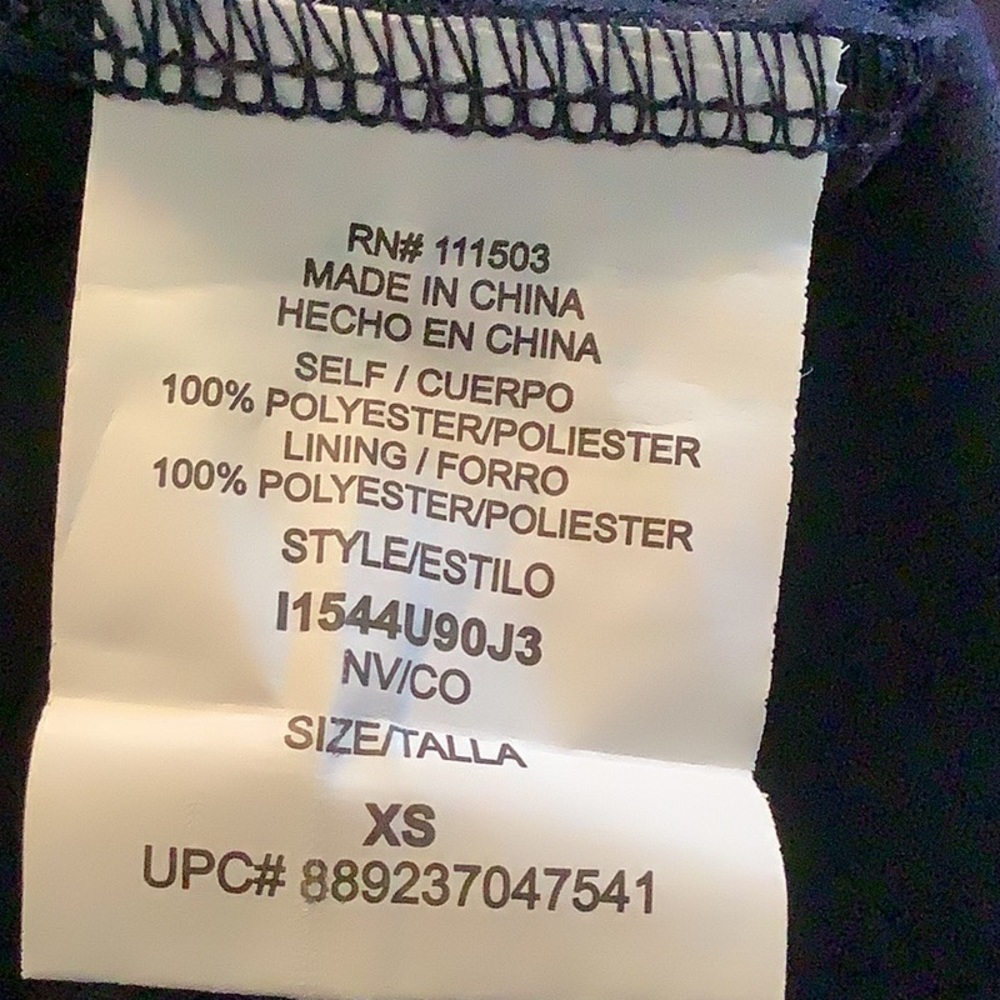 RN# 111503
MADE IN CHINA
HECHO EN CHINA
SELF / CUERPO
100% POLYESTER/POLIESTER
LINING / FORRO
100% POLYESTER/POLIESTER
STYLE/ESTILO
I1544U90J3
NV/CO
SIZE/TALLA
XS
UPC# 889237047541